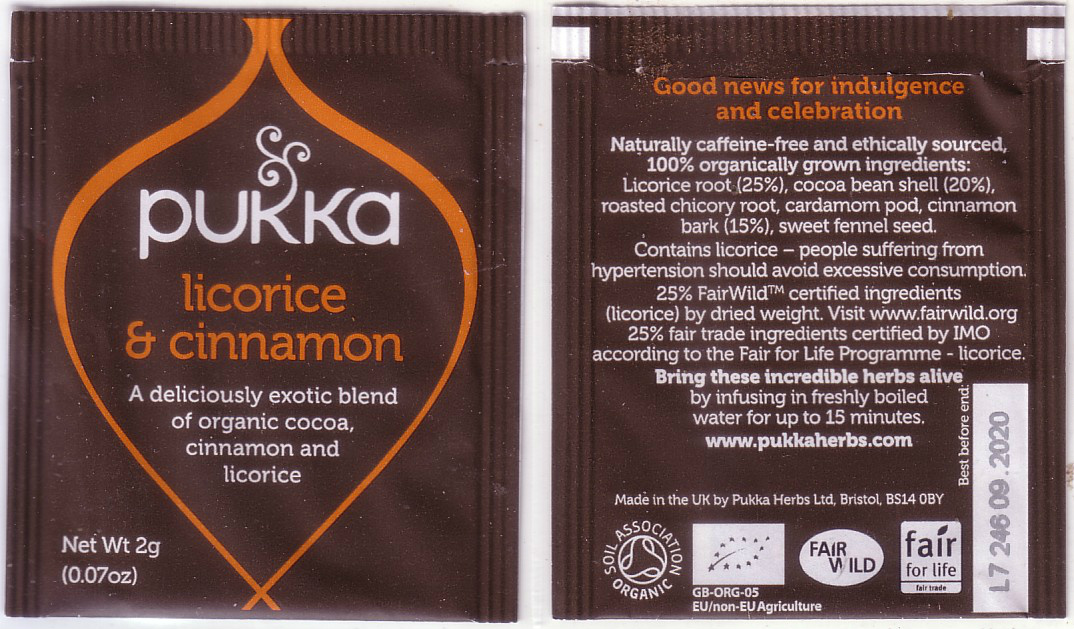 pukka
licorice
& cinnamon
A deliciously exotic blend
of organic cocoa,
cinnamon and
licorice
Net Wt 2g
(0.07oz)
Good news for indulgence
and celebration
Naturally caffeine-free and ethically sourced,
100% organically grown ingredients:
Licorice root (25%), cocoa bean shell (20%),
roasted chicory root, cardamom pod, cinnamon
bark (15%), sweet fennel seed.
Contains licorice – people suffering from
hypertension should avoid excessive consumption.
25% FairWild™ certified ingredients
(licorice) by dried weight. Visit www.fairwild.org
25% fair trade ingredients certified by IMO
according to the Fair for Life Programme - licorice.
Bring these incredible herbs alive
by infusing in freshly boiled
water for up to 15 minutes.
www.pukkaherbs.com
Best before end:
L7 246 09.2020
Made in the UK by Pukka Herbs Ltd, Bristol, BS14 0BY
SOIL ASSOCIATION
ORGANIC
GB-ORG-05
EU/non-EU Agriculture
FAIR
WILD
fair
for life
fair trade